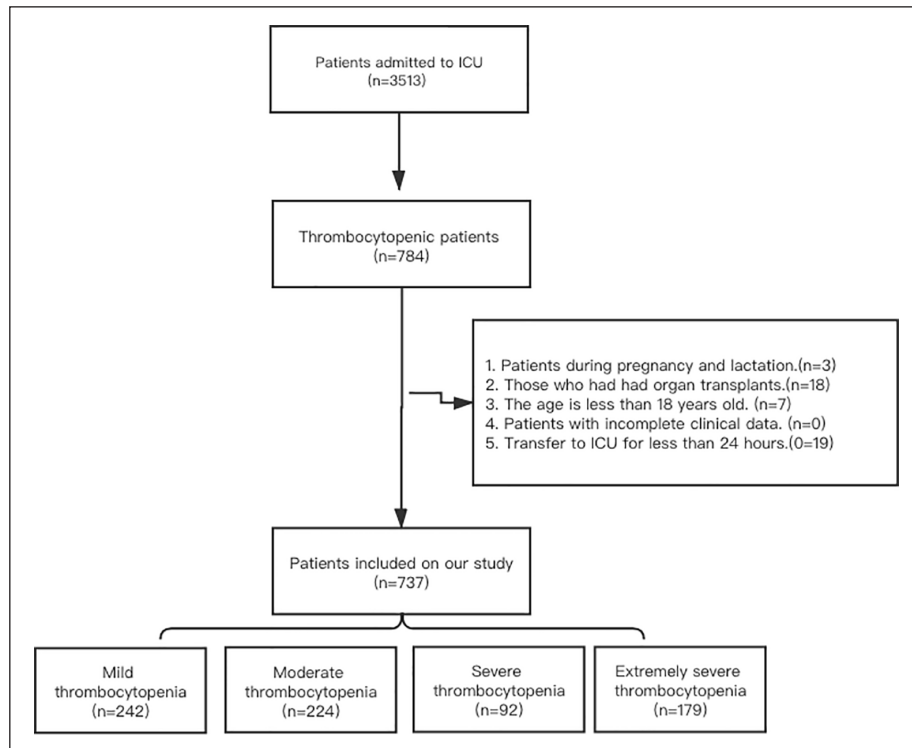 Patients admitted to ICU
(n=3513)
Thrombocytopenic patients
(n=784)
1. Patients during pregnancy and lactation.(n=3)
2. Those who had had organ transplants.(n=18)
3. The age is less than 18 years old. (n=7)
4. Patients with incomplete clinical data. (n=0)
5. Transfer to ICU for less than 24 hours.(0=19)
Patients included on our study
(n=737)
Mild
thrombocytopenia
(n=242)
Moderate
thrombocytopenia
(n=224)
Severe
thrombocytopenia
(n=92)
Extremely severe
thrombocytopenia
(n=179)